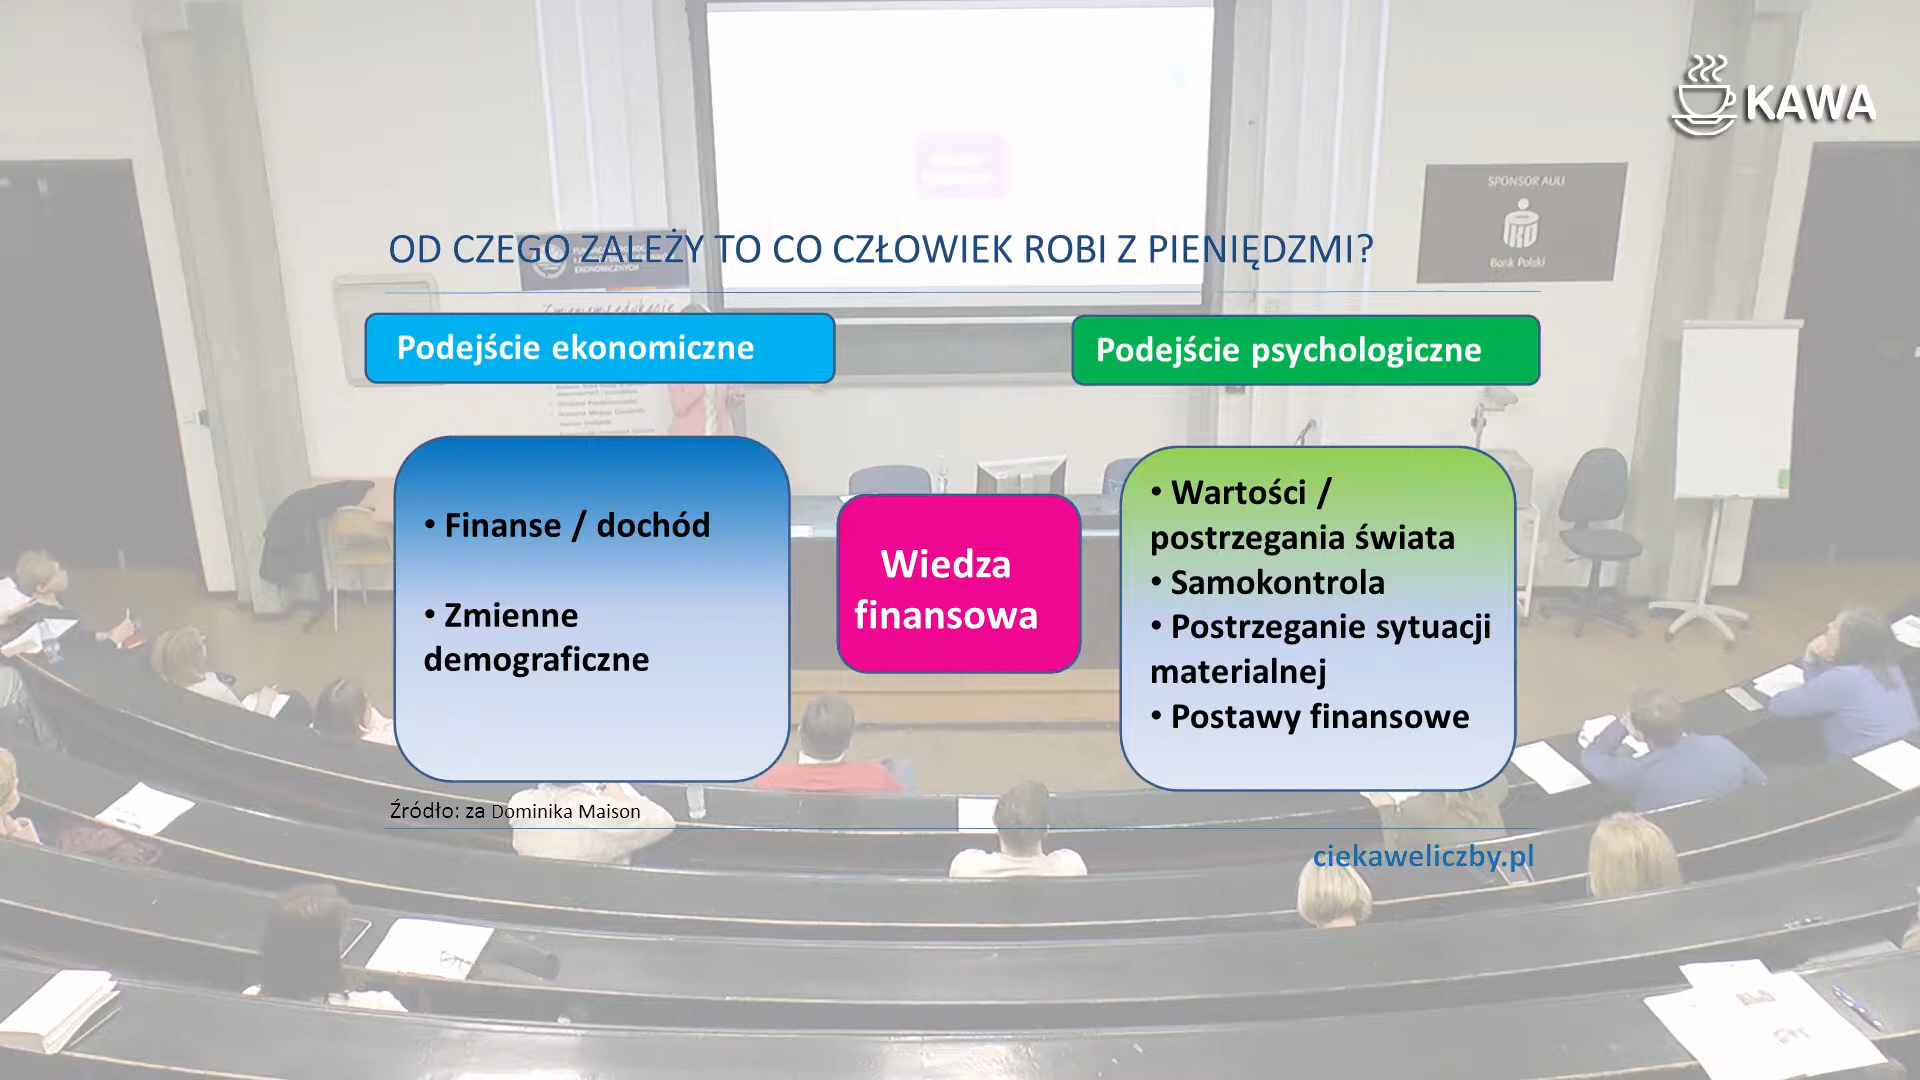 KAWA
SPONSOR AULI
PKO
Bank Polski
OD CZEGO ZALEŻY TO CO CZŁOWIEK ROBI Z PIENIĘDZMI?
EKONOMICZNYCH
Podejście ekonomiczne
Podejście psychologiczne
• Finanse / dochód
• Zmienne
demograficzne
Wiedza
finansowa
• Wartości /
postrzegania świata
• Samokontrola
• Postrzeganie sytuacji
materialnej
• Postawy finansowe
Źródło: za Dominika Maison
ciekaweliczby.pl